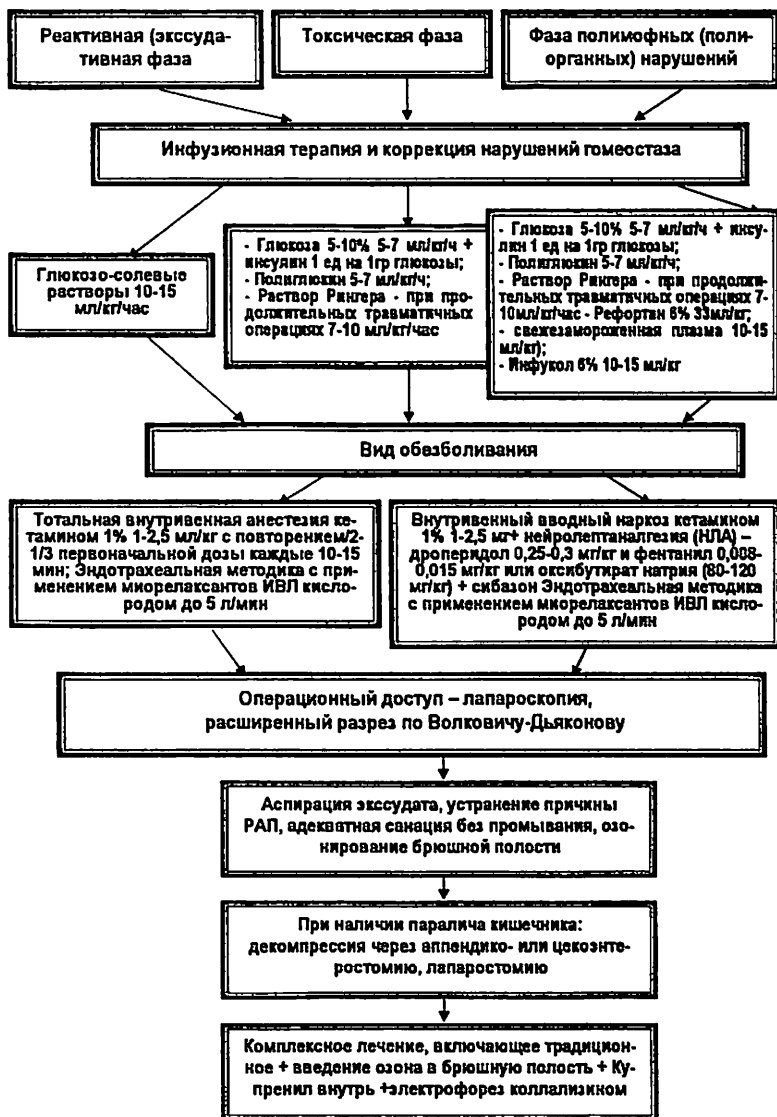 Реактивная (экссуда-
тивная фаза
Токсическая фаза
Фаза полимофных (поли-
органных) нарушений
Инфузионная терапия и коррекция нарушений гомеостаза
Глюкозо-солевые
растворы 10-15
мл/кг/час
- Глюкоза 5-10% 5-7 мл/кг/ч +
инсулин 1 ед на 1гр глюкозы;
- Полиглюкин 5-7 мл/кг/ч;
- Раствор Рингера - при про-
должительных травматичных
операциях 7-10 мл/кг/час
- Глюкоза 5-10% 5-7 мл/кг/ч + инсу-
лин 1 ед на 1гр глюкозы;
- Полиглюкин 5-7 мл/кг/ч;
- Раствор Рингера - при продолжи-
тельных травматичных операциях 7-
10мл/кг/час - Рефортан 6% 33мл/кг;
- свежезамороженная плазма 10-15
мл/кг);
- Инфукол 6% 10-15 мл/кг
Вид обезболивания
Тотальная внутривенная анестезия ке-
тамином 1% 1-2,5 мл/кг с повторением/2-
1/3 первоначальной дозы каждые 10-15
мин; Эндотрахеальная методика с при-
менением миорелаксантов ИВЛ кисло-
родом до 5 л/мин
Внутривенный вводный наркоз кетамином
1% 1-2,5 мг+ нейролептаналгезия (НЛА) –
дроперидол 0,25-0,3 мг/кг и фентанил 0,008-
0,015 мг/кг или оксибутират натрия (80-120
мг/кг) + сибазон Эндотрахеальная методика
с применением миорелаксантов ИВЛ кисло-
родом до 5 л/мин
Операционный доступ – лапароскопия,
расширенный разрез по Волковичу-Дьяконову
Аспирация экссудата, устранение причины
РАП, адекватная санация без промывания, озо-
нирование брюшной полости
При наличии паралича кишечника:
декомпрессия через аппендико- или цекоэнте-
ростомию, лапаростомию
Комплексное лечение, включающее традицион-
ное + введение озона в брюшную полость + Ку-
пренил внутрь +электрофорез коллализином